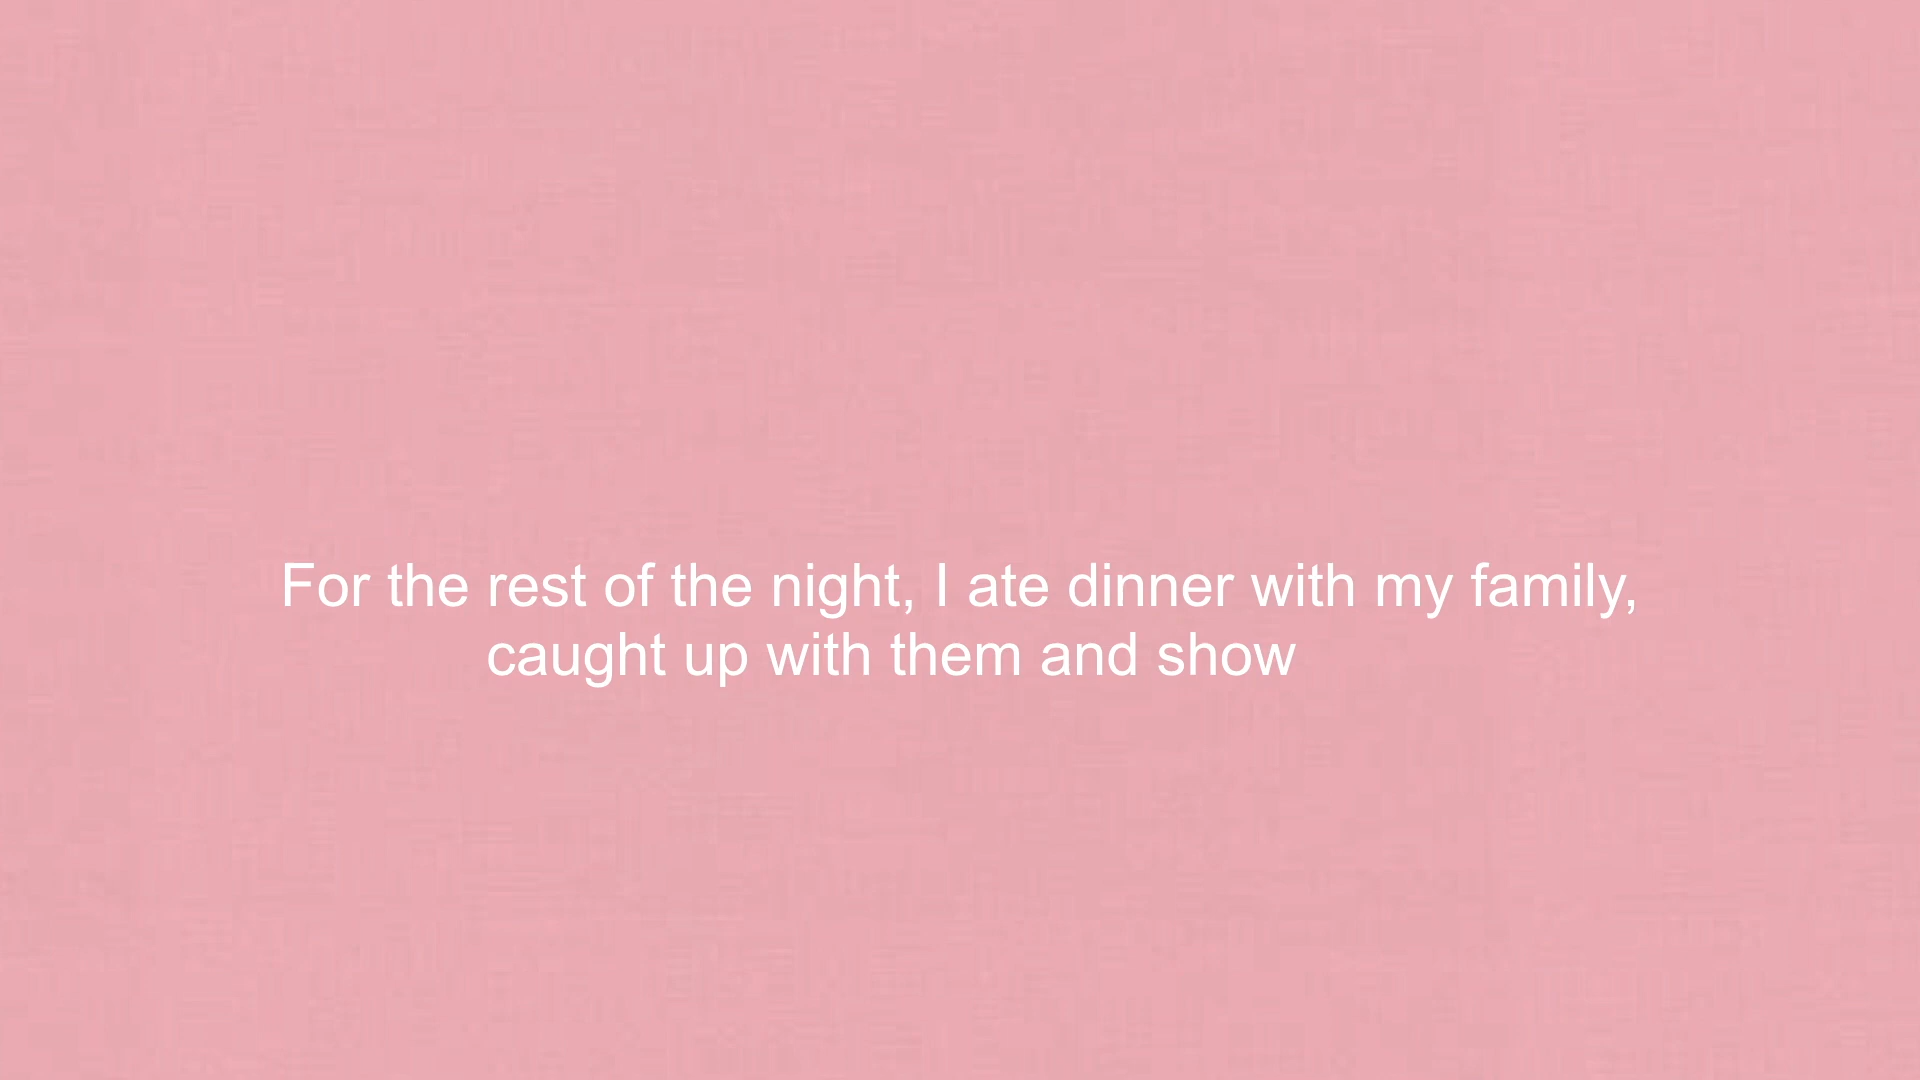 For the rest of the night, I ate dinner with my family,
caught up with them and show